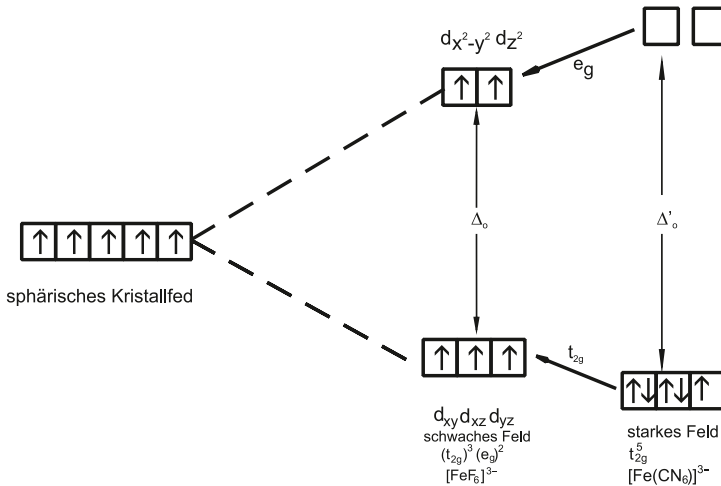 dx²-y² dz²
eg
Δo
Δ'o
sphärisches Kristallfed
t2g
dxy dxz dyz
schwaches Feld
(t2g)³ (eg)²
[FeF6]³⁻
starkes Feld
t2g⁵
[Fe(CN6)]³⁻